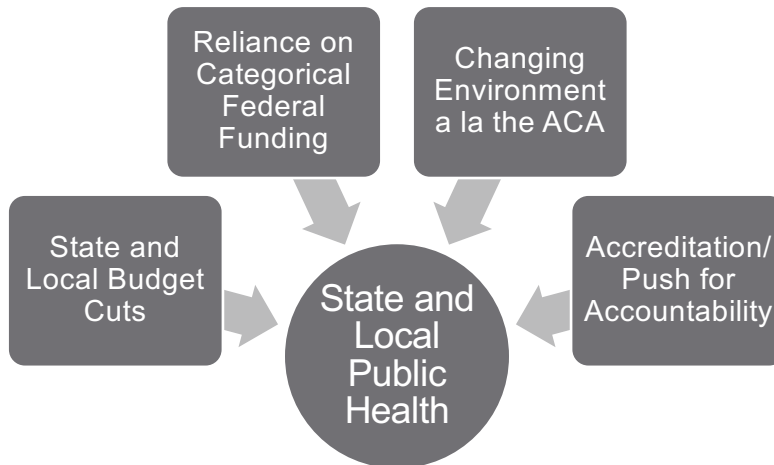 Reliance on
Categorical
Federal
Funding
Changing
Environment
a la the ACA
State and
Local Budget
Cuts
State and
Local
Public
Health
Accreditation/
Push for
Accountability